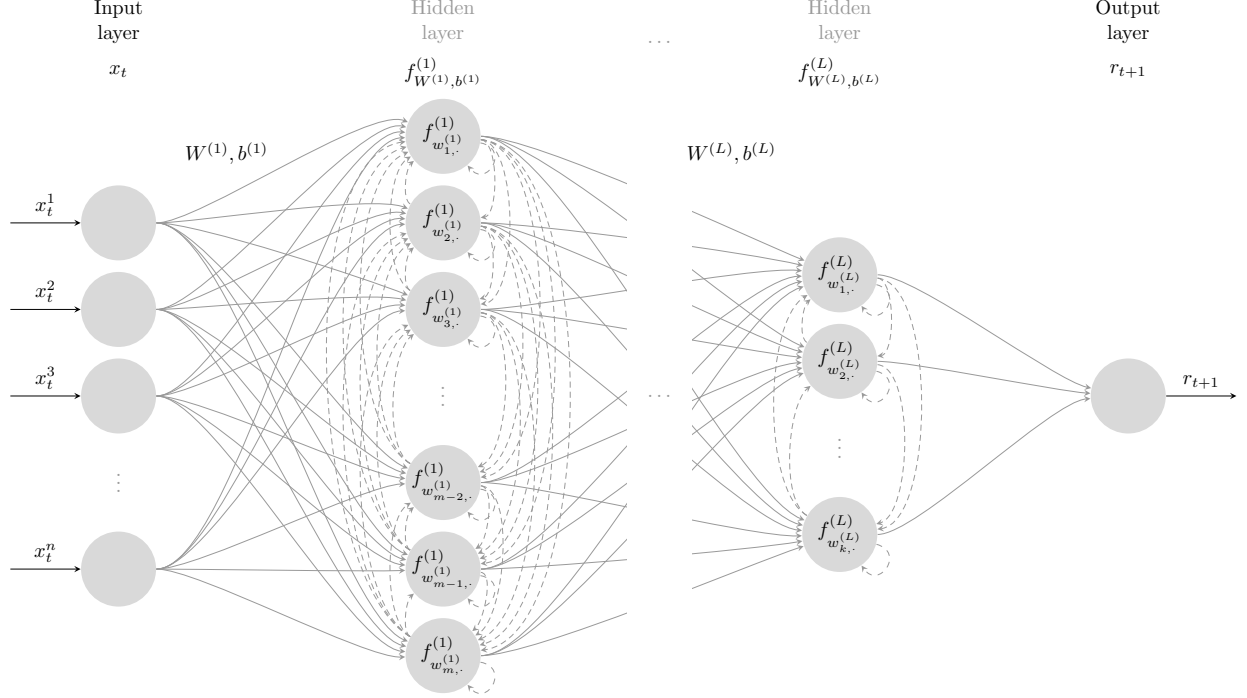 Input
layer
x_t
Hidden
layer
f^{(1)}_{W^{(1)},b^{(1)}}
...
Hidden
layer
f^{(L)}_{W^{(L)},b^{(L)}}
Output
layer
r_{t+1}
W^{(1)}, b^{(1)}
W^{(L)}, b^{(L)}
x_t^1
x_t^2
x_t^3
⋮
x_t^n
f^{(1)}_{w^{(1)}_{1,·}}
f^{(1)}_{w^{(1)}_{2,·}}
f^{(1)}_{w^{(1)}_{3,·}}
⋮
f^{(1)}_{w^{(1)}_{m-2,·}}
f^{(1)}_{w^{(1)}_{m-1,·}}
f^{(1)}_{w^{(1)}_{m,·}}
...
f^{(L)}_{w^{(L)}_{1,·}}
f^{(L)}_{w^{(L)}_{2,·}}
⋮
f^{(L)}_{w^{(L)}_{k,·}}
r_{t+1}